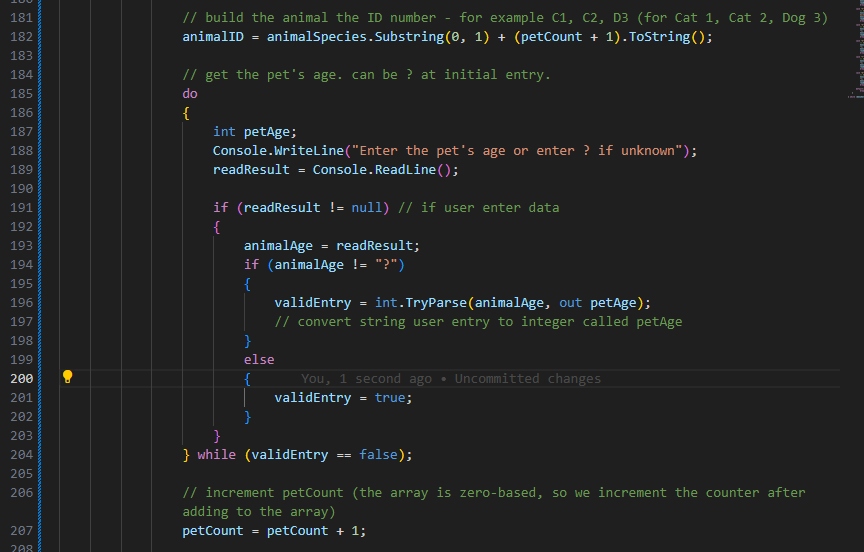 181 // build the animal the ID number - for example C1, C2, D3 (for Cat 1, Cat 2, Dog 3)
182 animalID = animalSpecies.Substring(0, 1) + (petCount + 1).ToString();
183
184 // get the pet's age. can be ? at initial entry.
185 do
186 {
187 int petAge;
188 Console.WriteLine("Enter the pet's age or enter ? if unknown");
189 readResult = Console.ReadLine();
190
191 if (readResult != null) // if user enter data
192 {
193 animalAge = readResult;
194 if (animalAge != "?")
195 {
196 validEntry = int.TryParse(animalAge, out petAge);
197 // convert string user entry to integer called petAge
198 }
199 else
200 { You, 1 second ago • Uncommitted changes
201 validEntry = true;
202 }
203 }
204 } while (validEntry == false);
205
206 // increment petCount (the array is zero-based, so we increment the counter after
adding to the array)
207 petCount = petCount + 1;
208